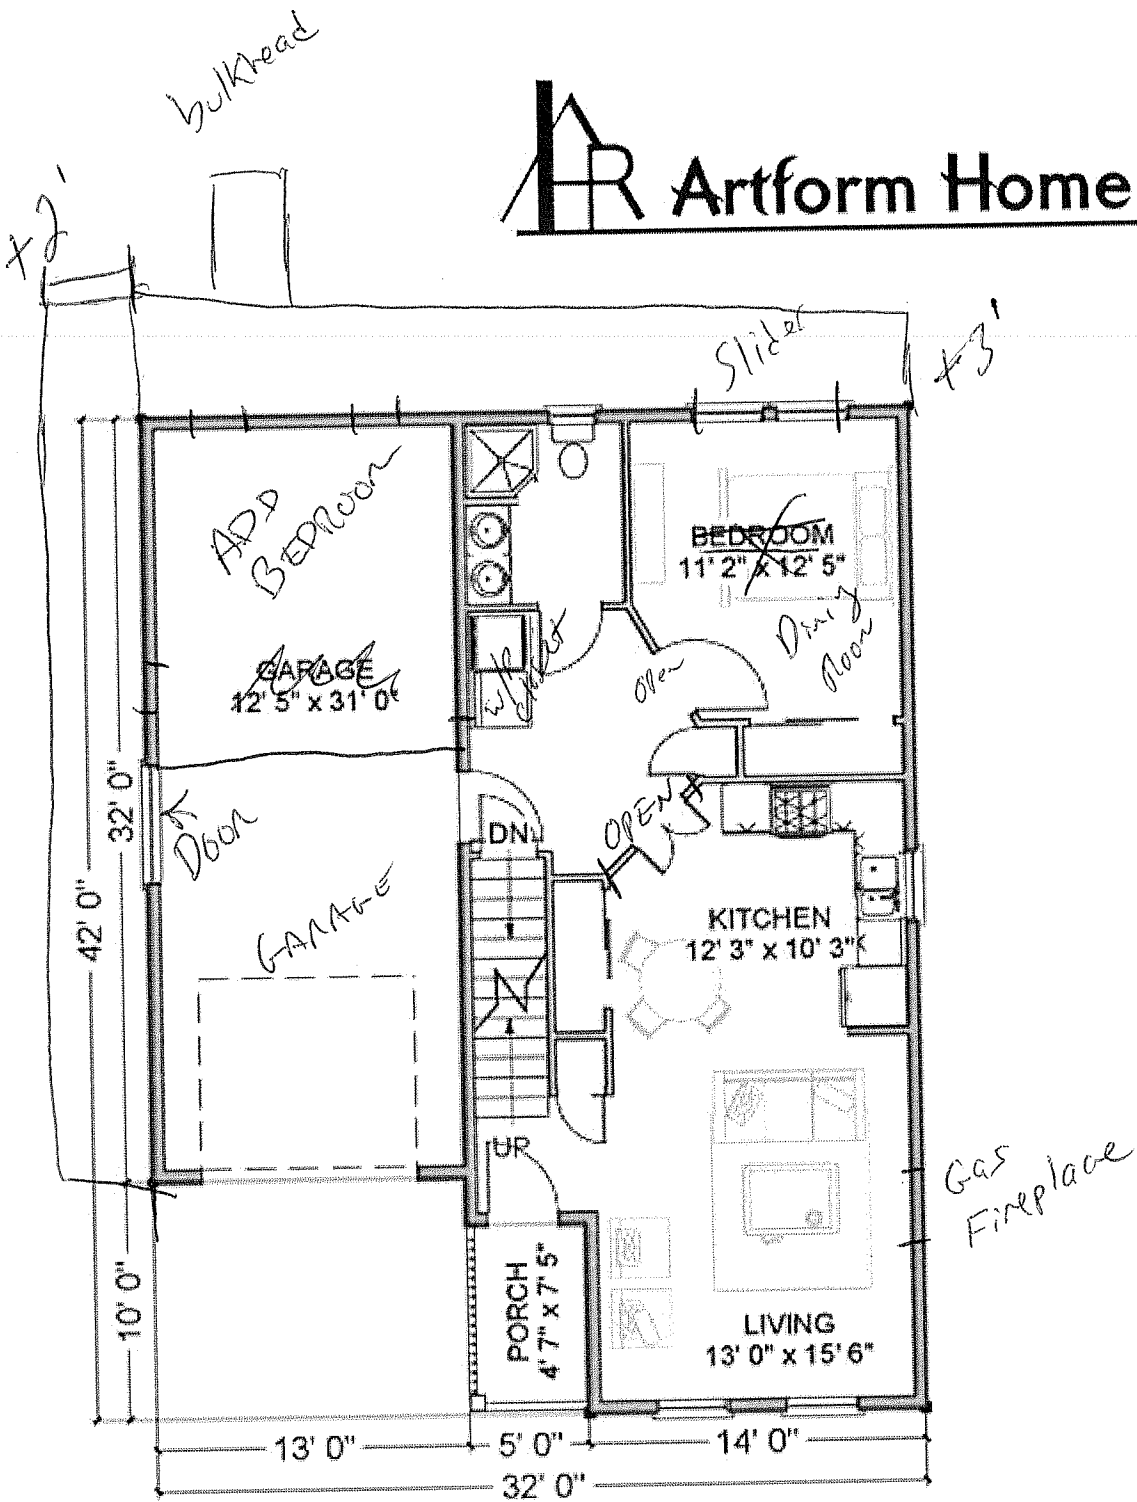 bulkhead
Artform Home
+2'
Slider
+3'
ADD
BEDROOM
BEDROOM
11' 2" x 12' 5"
Dining
Room
GARAGE
12' 5" x 31' 0"
w/D
closet
open
OPEN
DN
Door
32' 0"
42' 0"
KITCHEN
12' 3" x 10' 3"
GARAGE
UP
Gas
Fireplace
10' 0"
PORCH
4' 7" x 7' 5"
LIVING
13' 0" x 15' 6"
13' 0"
5' 0"
14' 0"
32' 0"